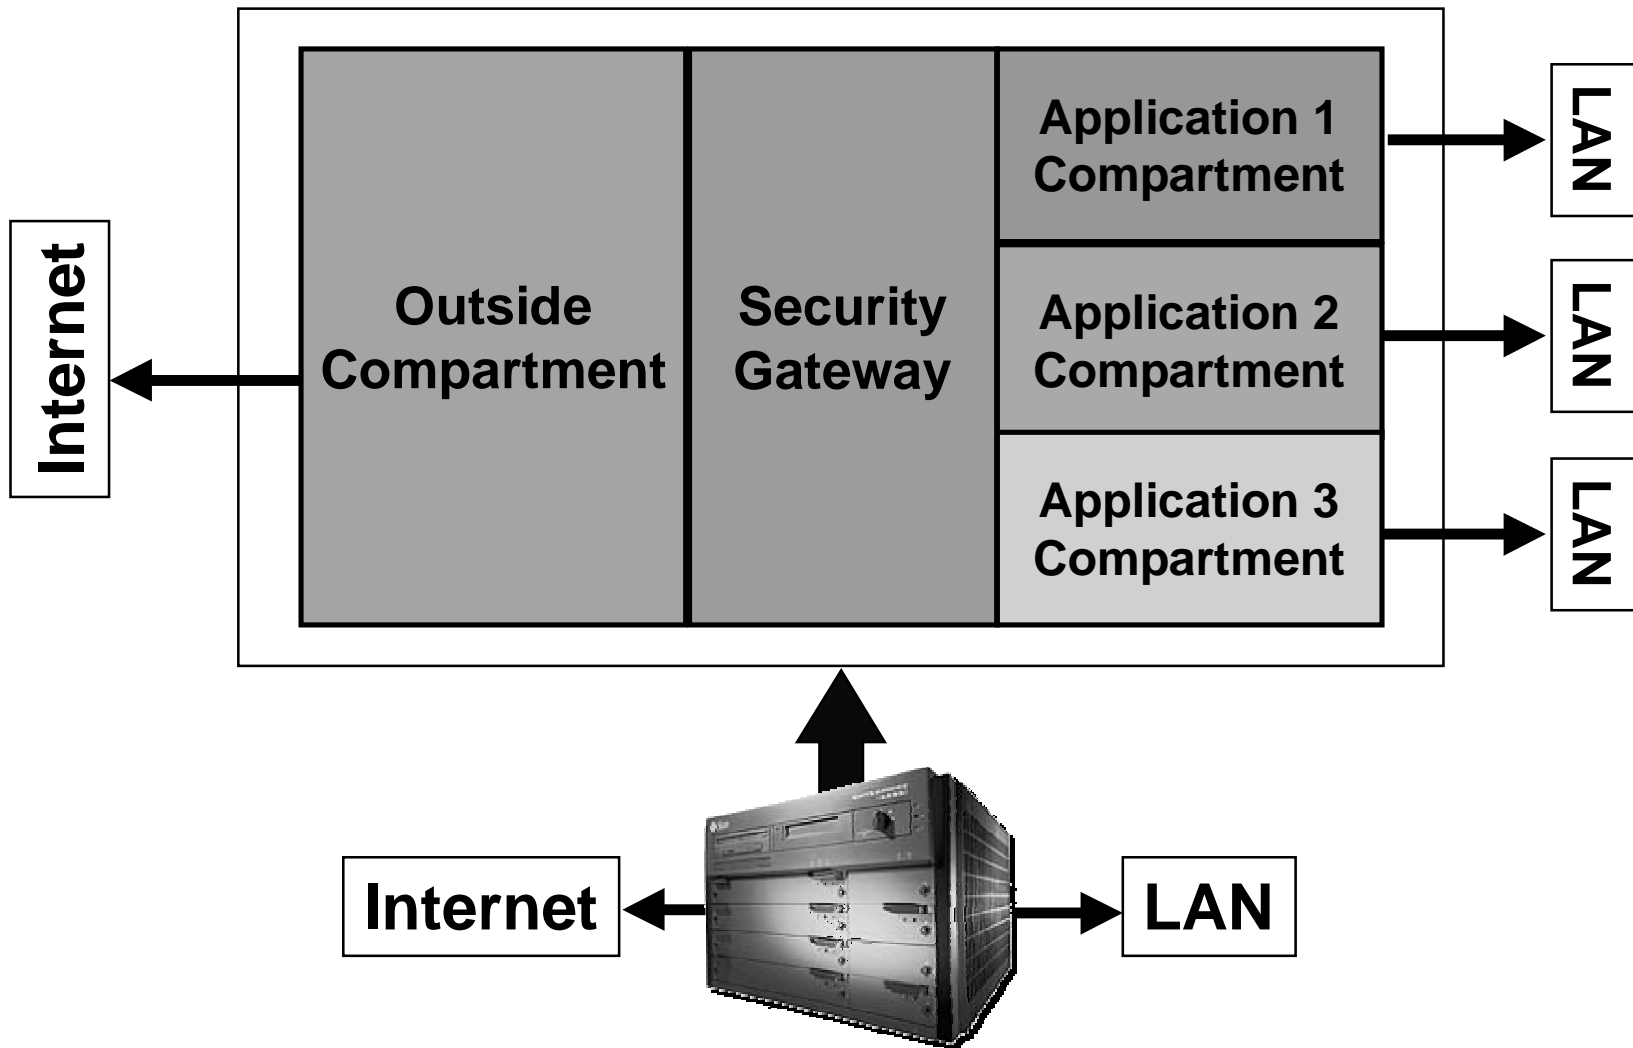 Internet
Outside
Compartment
Security
Gateway
Application 1
Compartment
Application 2
Compartment
Application 3
Compartment
LAN
LAN
LAN
Internet
LAN